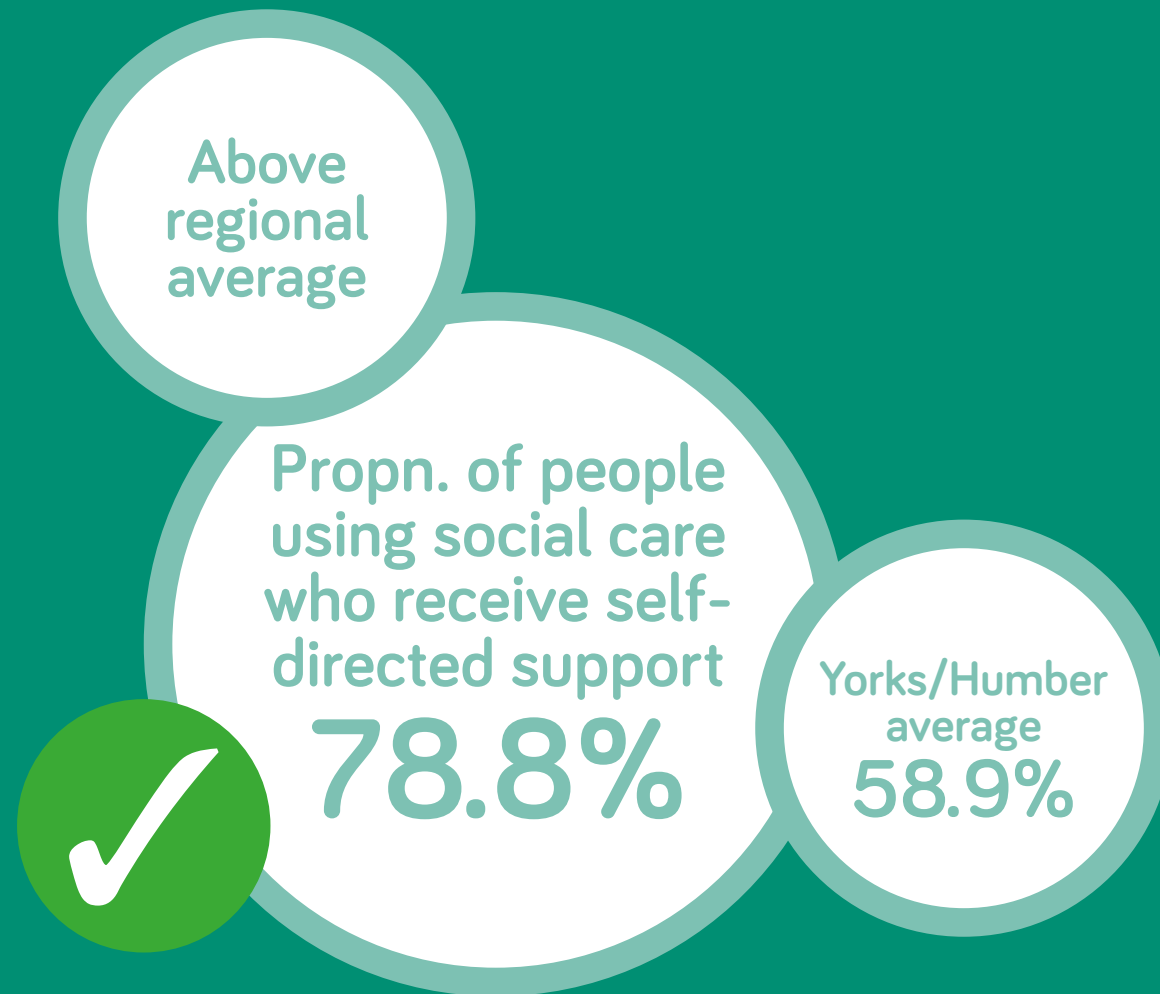 Above
regional
average
Propn. of people
using social care
who receive self-
directed support
78.8%
Yorks/Humber
average
58.9%